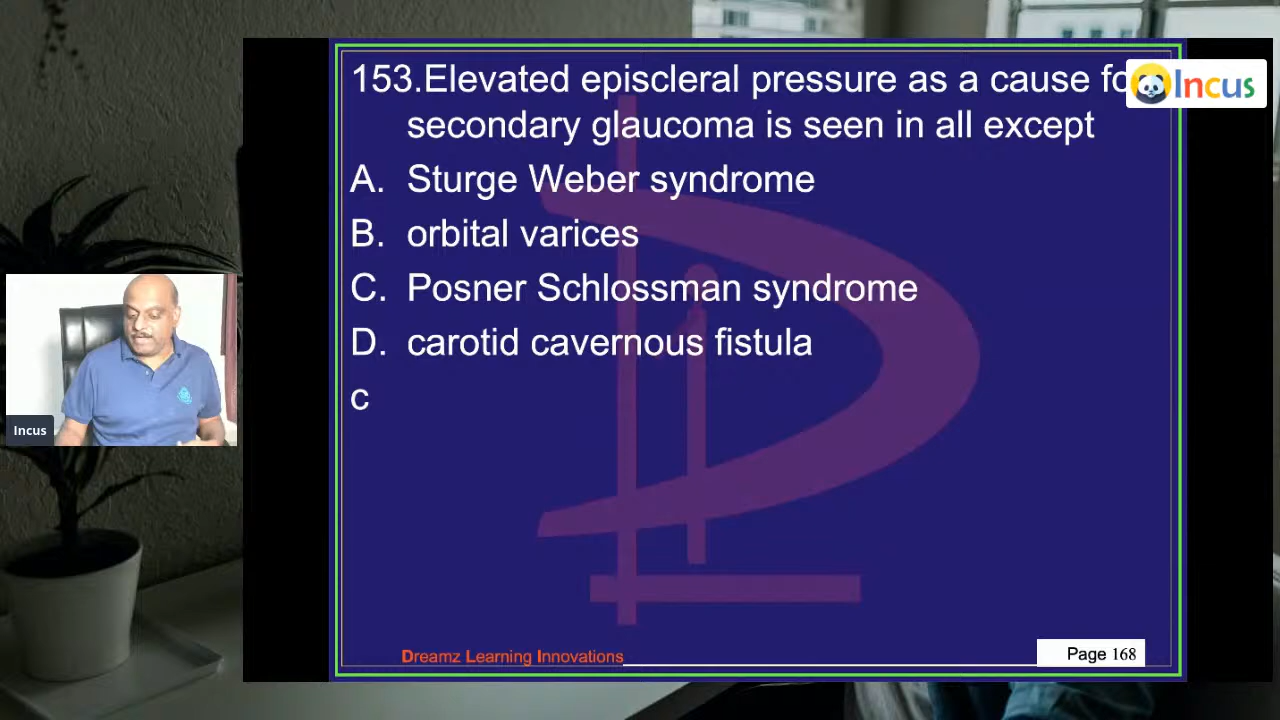 153.Elevated episcleral pressure as a cause
secondary glaucoma is seen in all except
A. Sturge Weber syndrome
B. orbital varices
C. Posner Schlossman syndrome
D. carotid cavernous fistula
c
Incus
Incus
Dreamz Learning Innovations
Page 168